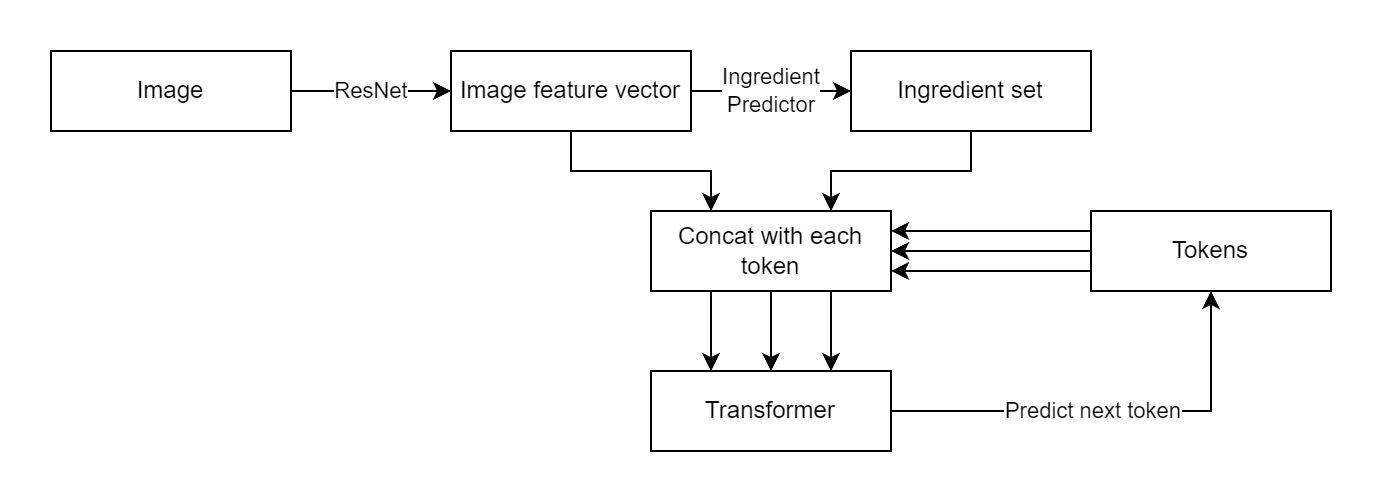 Image
ResNet
Image feature vector
Ingredient
Predictor
Ingredient set
Concat with each
token
Tokens
Transformer
Predict next token